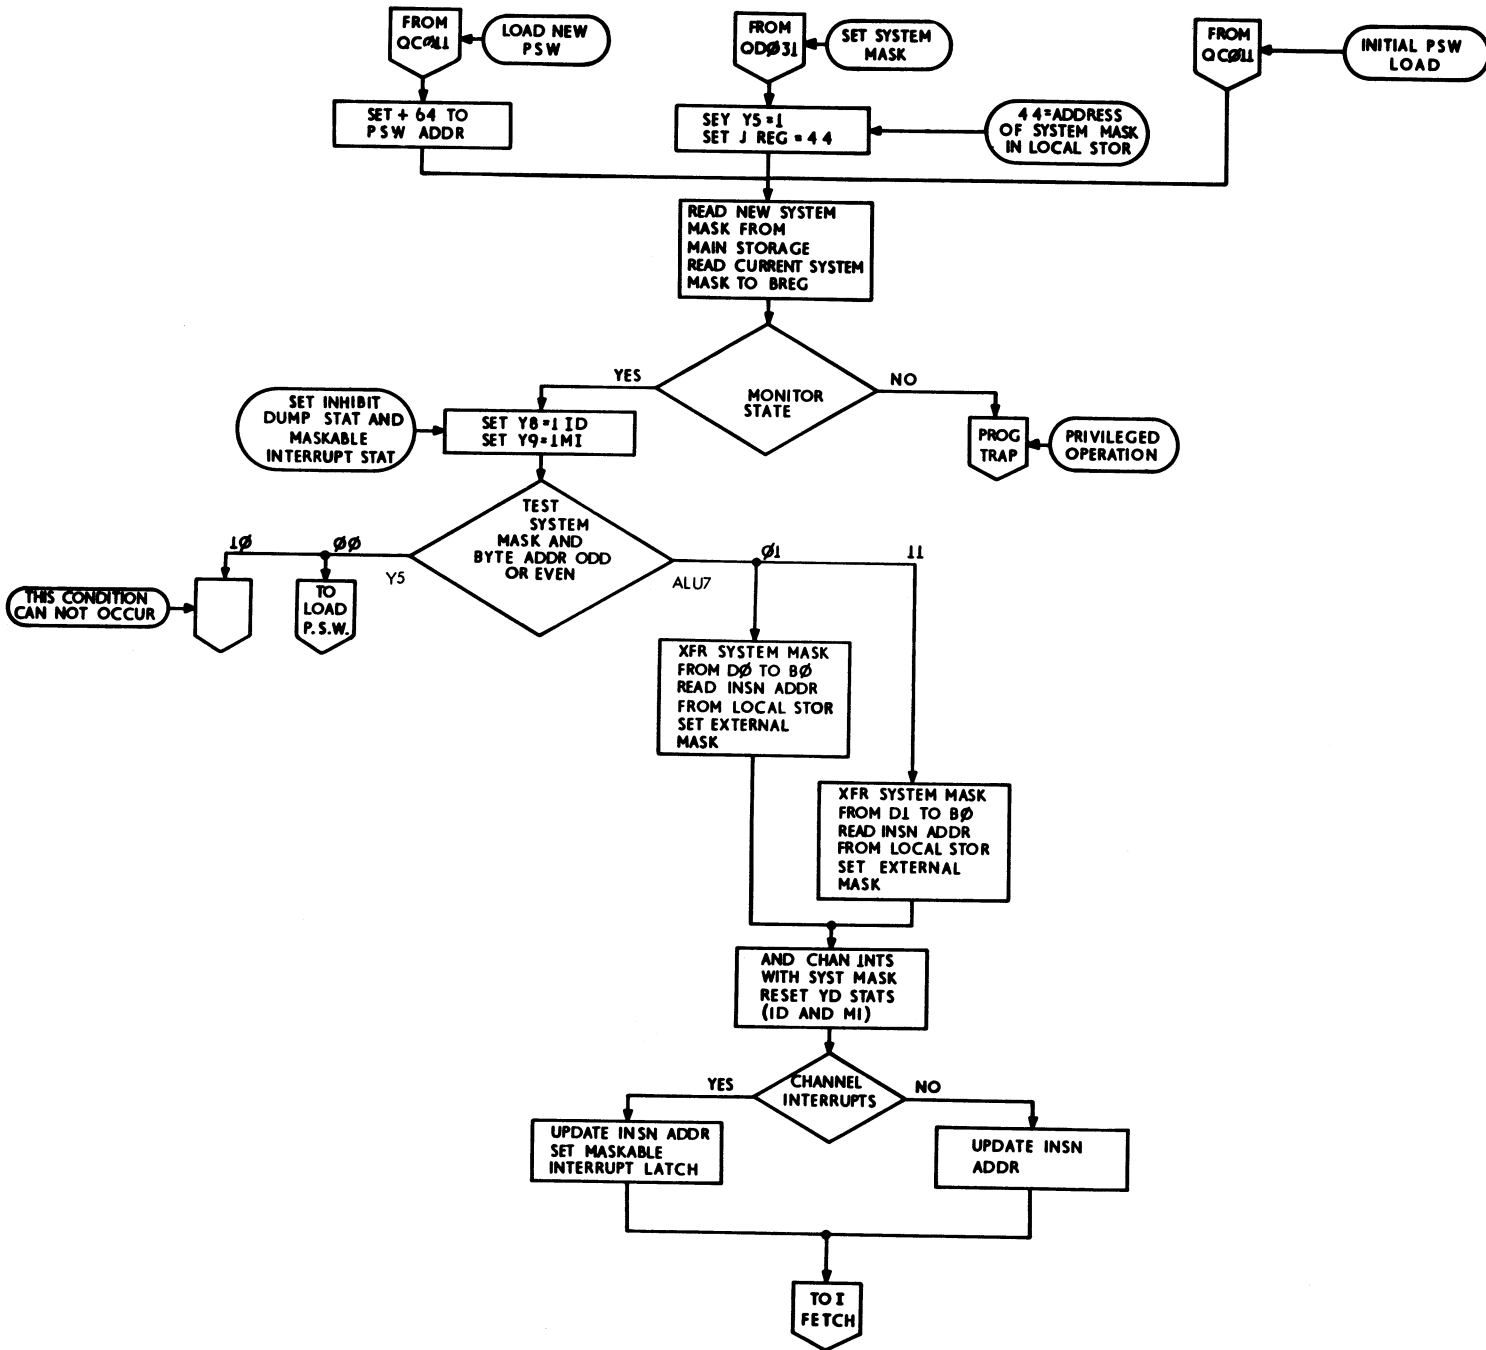 FROM
QCØ11
LOAD NEW
PSW
FROM
QDØ31
SET SYSTEM
MASK
FROM
QCØ11
INITIAL PSW
LOAD
SET + 64 TO
PSW ADDR
SEY Y5=1
SET J REG = 44
44=ADDRESS
OF SYSTEM MASK
IN LOCAL STOR
READ NEW SYSTEM
MASK FROM
MAIN STORAGE
READ CURRENT SYSTEM
MASK TO BREG
YES
MONITOR
STATE
NO
SET INHIBIT
DUMP STAT AND
MASKABLE
INTERRUPT STAT
SET Y8=1 ID
SET Y9=1MI
PROG
TRAP
PRIVILEGED
OPERATION
TEST
SYSTEM
MASK AND
BYTE ADDR ODD
OR EVEN
1Ø
ØØ
Y5
Ø1
11
ALU7
THIS CONDITION
CAN NOT OCCUR
TO
LOAD
P.S.W.
XFR SYSTEM MASK
FROM DØ TO BØ
READ INSN ADDR
FROM LOCAL STOR
SET EXTERNAL
MASK
XFR SYSTEM MASK
FROM D1 TO BØ
READ INSN ADDR
FROM LOCAL STOR
SET EXTERNAL
MASK
AND CHAN INTS
WITH SYST MASK
RESET YD STATS
(ID AND MI)
YES
CHANNEL
INTERRUPTS
NO
UPDATE INSN ADDR
SET MASKABLE
INTERRUPT LATCH
UPDATE INSN
ADDR
TO I
FETCH